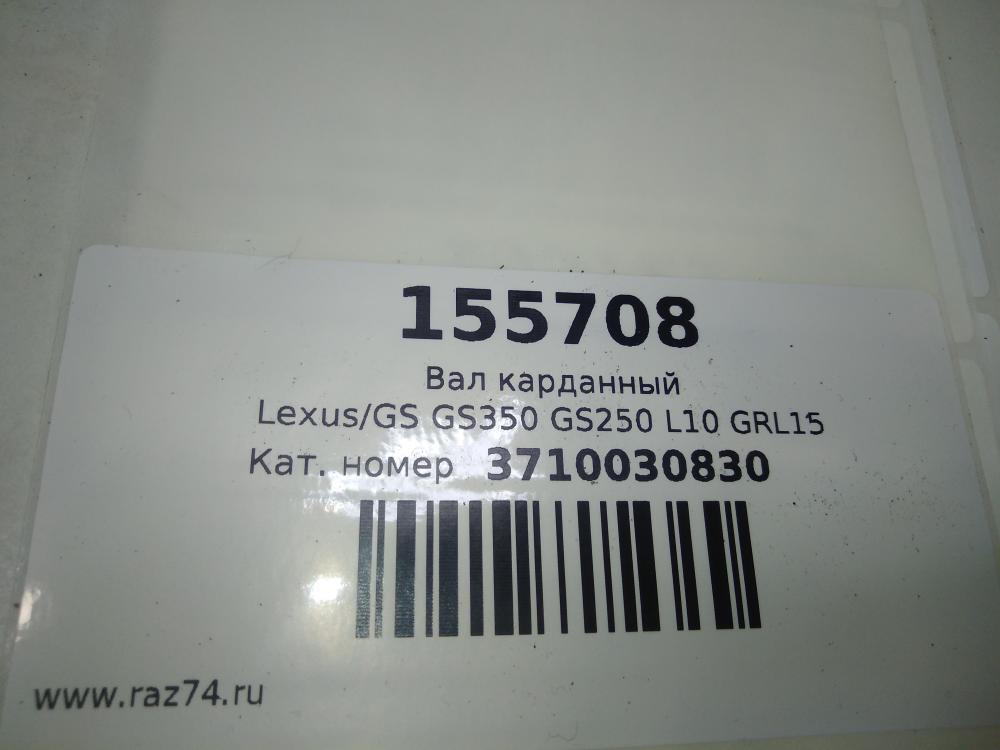 155708
Вал карданный
Lexus/GS GS350 GS250 L10 GRL15
Кат. номер 3710030830
www.raz74.ru